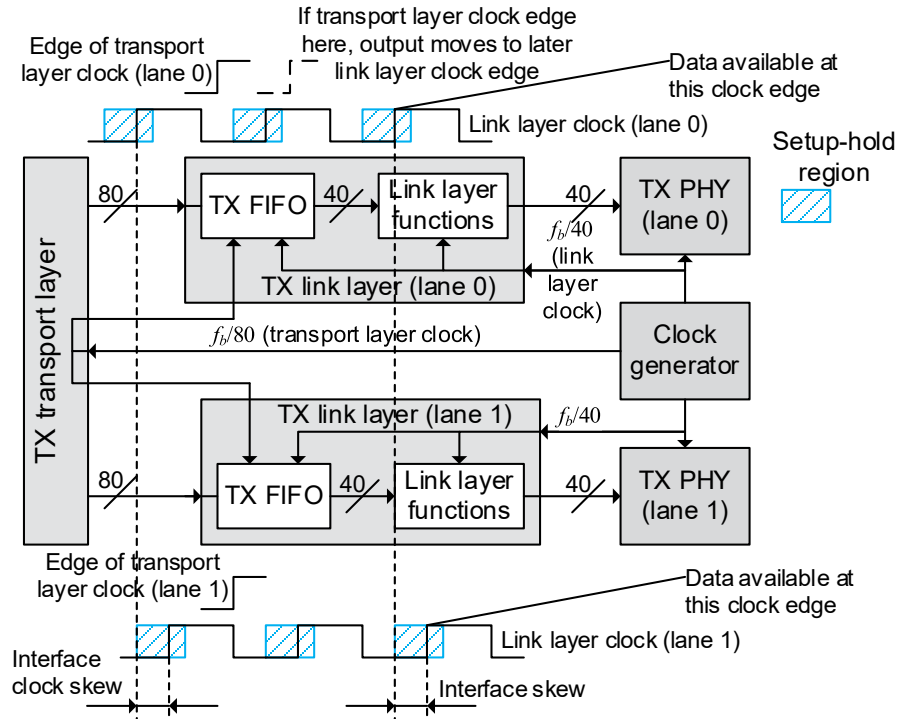 If transport layer clock edge
here, output moves to later
link layer clock edge
Edge of transport
layer clock (lane 0)
Data available at
this clock edge
Link layer clock (lane 0)
Setup-hold
region
TX transport layer
80
TX FIFO
40
Link layer
functions
40
TX PHY
(lane 0)
f_b/40
(link
layer
clock)
TX link layer (lane 0)
f_b/80 (transport layer clock)
Clock
generator
TX link layer (lane 1)
f_b/40
80
TX FIFO
40
Link layer
functions
40
TX PHY
(lane 1)
Edge of transport
layer clock (lane 1)
Data available at
this clock edge
Link layer clock (lane 1)
Interface
clock skew
Interface skew